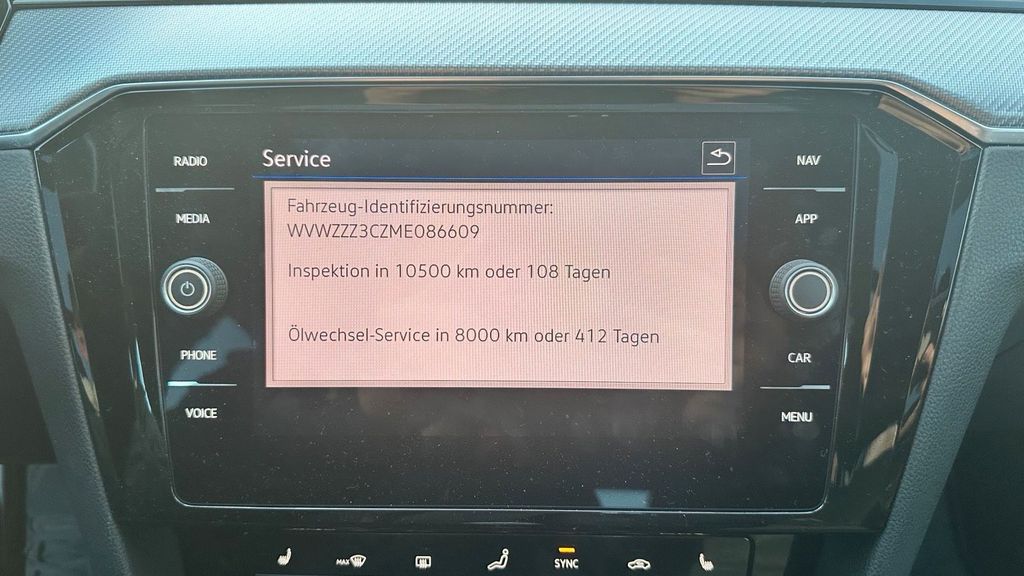 RADIO
MEDIA
PHONE
VOICE
Service
Fahrzeug-Identifizierungsnummer:
WVWZZZ3CZME086609
Inspektion in 10500 km oder 108 Tagen
Ölwechsel-Service in 8000 km oder 412 Tagen
NAV
APP
CAR
MENU
MAX
SYNC